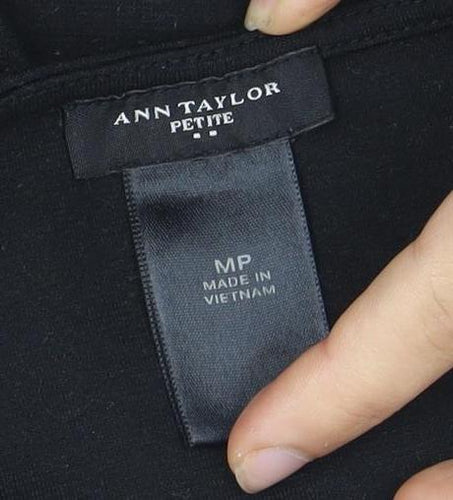 ANN TAYLOR
PETITE
MP
MADE IN
VIETNAM